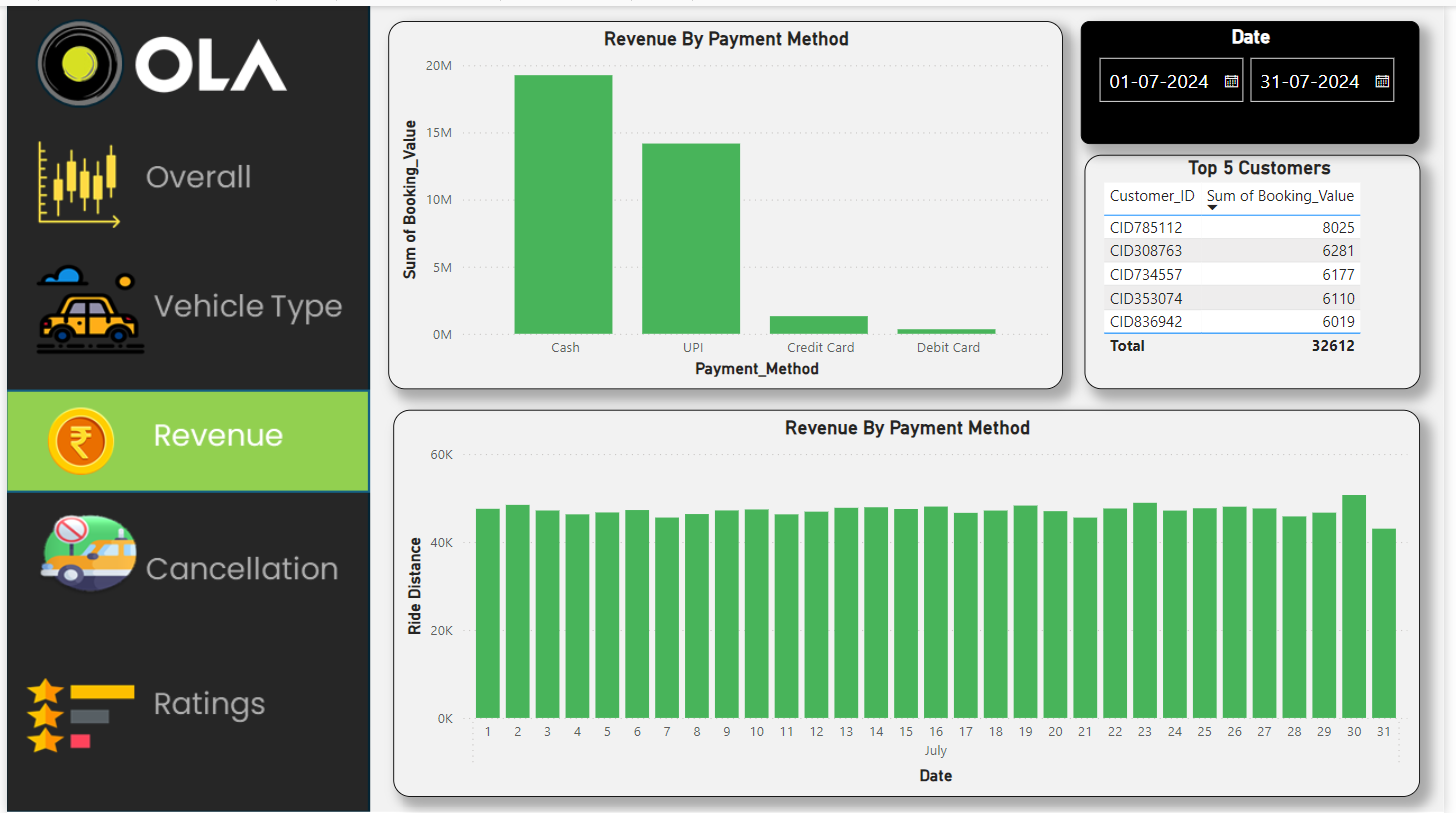 OLA
Overall
Vehicle Type
₹
Revenue
Cancellation
Ratings
Revenue By Payment Method
Sum of Booking_Value
20M
15M
10M
5M
0M
Cash UPI Credit Card Debit Card
Payment_Method
Date
01-07-2024 31-07-2024
Top 5 Customers
Customer_ID Sum of Booking_Value
CID785112 8025
CID308763 6281
CID734557 6177
CID353074 6110
CID836942 6019
Total 32612
Revenue By Payment Method
Ride Distance
60K
40K
20K
0K
1 2 3 4 5 6 7 8 9 10 11 12 13 14 15 16 17 18 19 20 21 22 23 24 25 26 27 28 29 30 31
July
Date